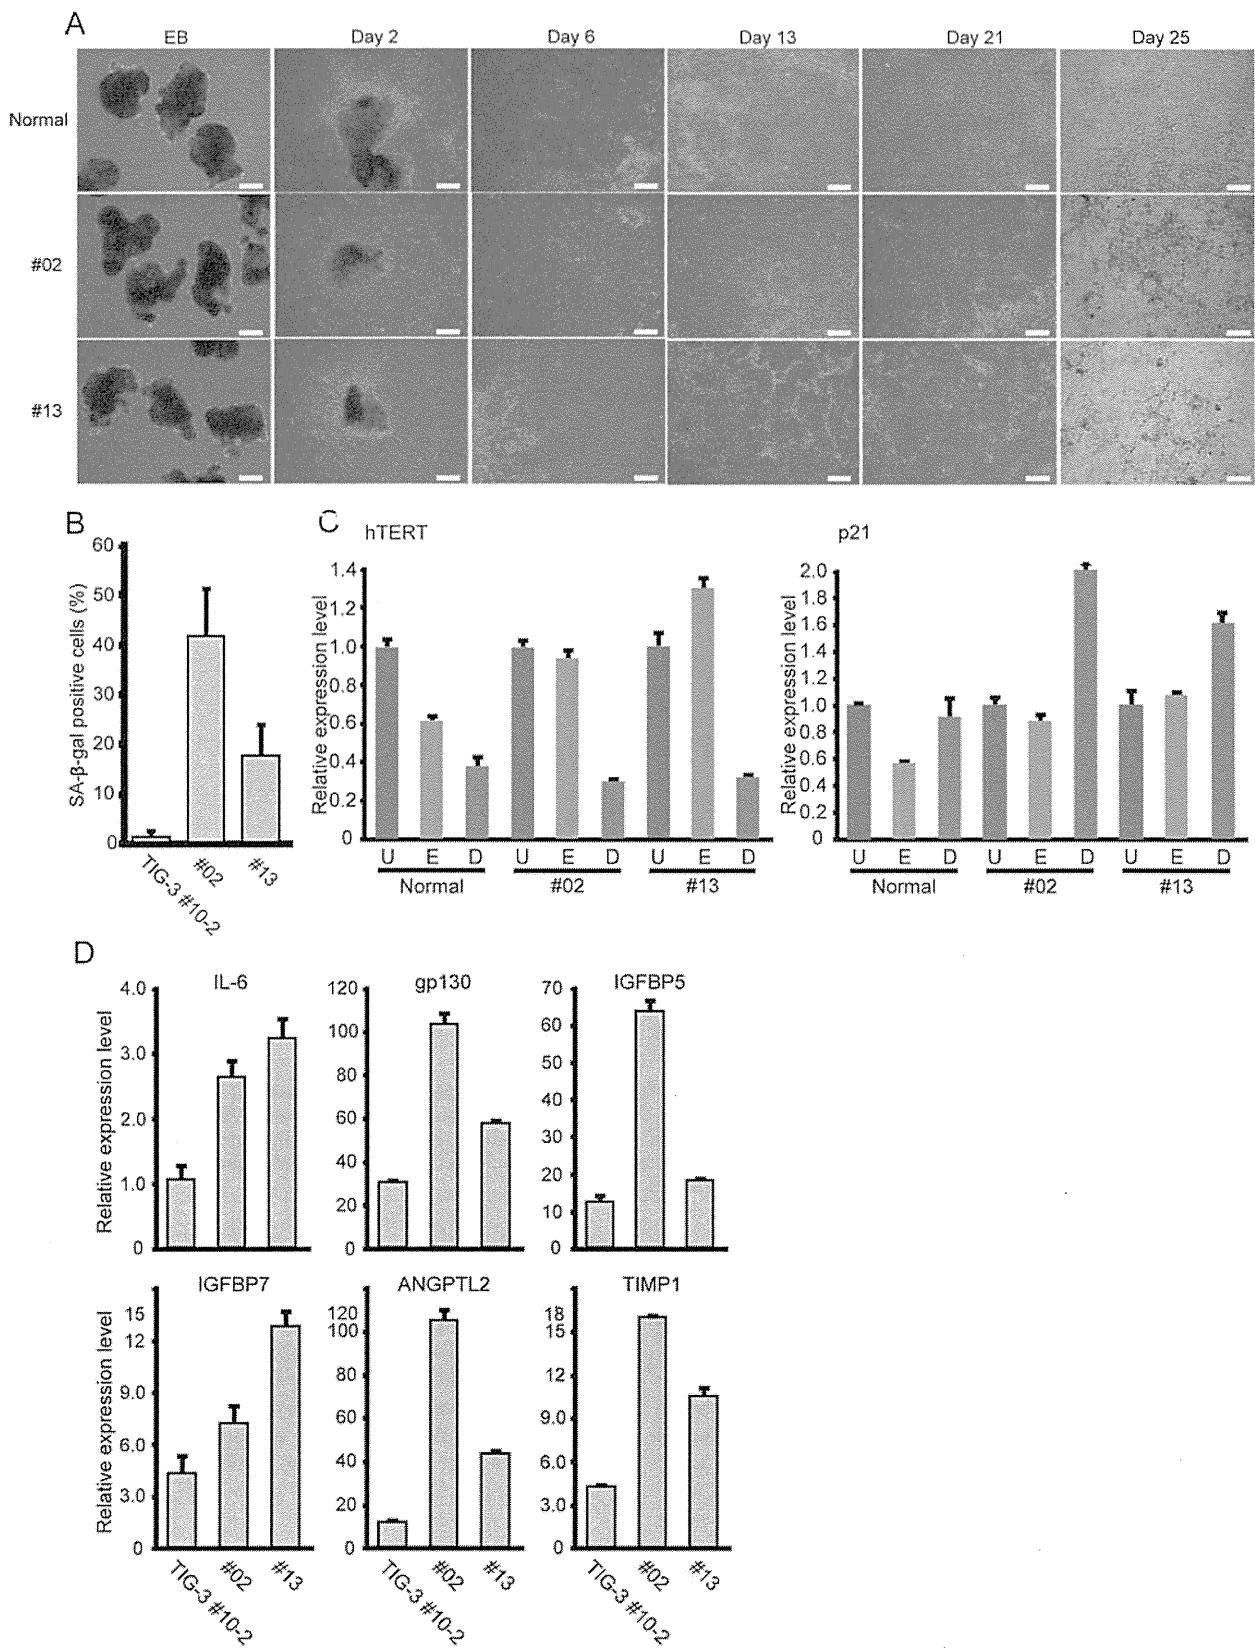 A
EB Day 2 Day 6 Day 13 Day 21 Day 25
Normal
#02
#13
B
SA-β-gal positive cells (%)
60
50
40
30
20
10
0
TIG-3 #10-2 #02 #13
C
hTERT
Relative expression level
1.4
1.2
1.0
0.8
0.6
0.4
0.2
0
U E D U E D U E D
Normal #02 #13
p21
Relative expression level
2.0
1.8
1.6
1.4
1.2
1.0
0.8
0.6
0.4
0.2
0
U E D U E D U E D
Normal #02 #13
D
IL-6
Relative expression level
4.0
3.0
2.0
1.0
0
gp130
120
100
80
60
40
20
0
IGFBP5
70
60
50
40
30
20
10
0
IGFBP7
Relative expression level
15
12
9.0
6.0
3.0
0
TIG-3 #10-2 #02 #13
ANGPTL2
120
100
80
60
40
20
0
TIG-3 #10-2 #02 #13
TIMP1
18
15
12
9.0
6.0
3.0
0
TIG-3 #10-2 #02 #13